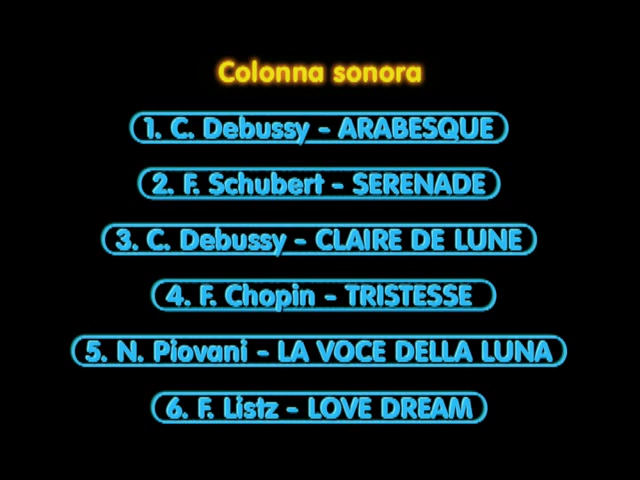 Colonna sonora
1. C. Debussy - ARABESQUE
2. F. Schubert - SERENADE
3. C. Debussy - CLAIRE DE LUNE
4. F. Chopin - TRISTESSE
5. N. Piovani - LA VOCE DELLA LUNA
6. F. Listz - LOVE DREAM